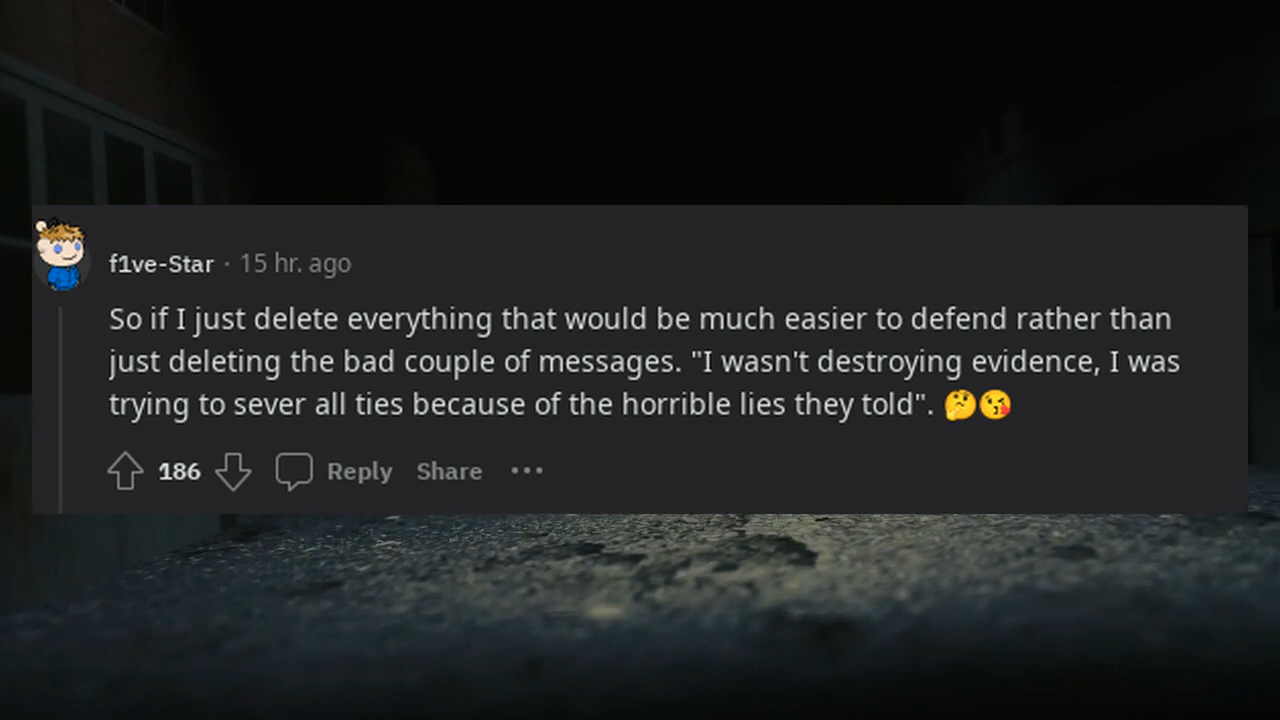 f1ve-Star · 15 hr. ago
So if I just delete everything that would be much easier to defend rather than
just deleting the bad couple of messages. "I wasn't destroying evidence, I was
trying to sever all ties because of the horrible lies they told". 🤔😘
186 Reply Share •••